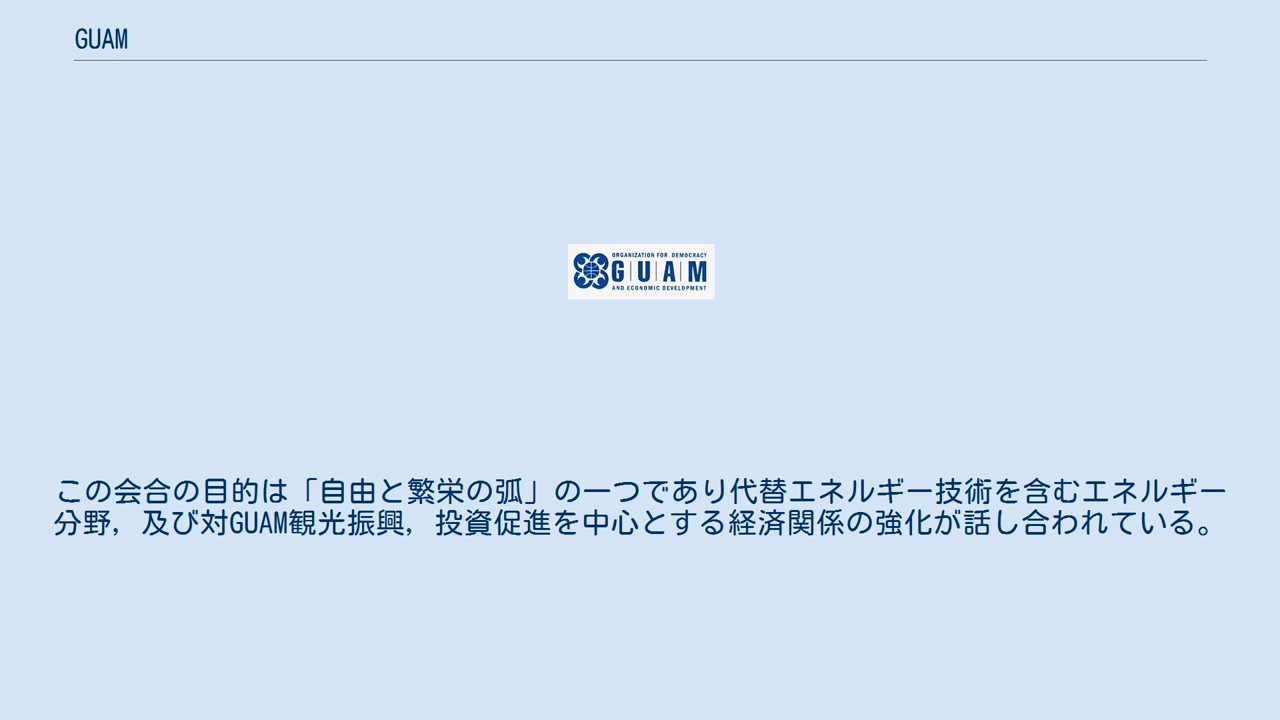 GUAM
ORGANIZATION FOR DEMOCRACY
G U A M
AND ECONOMIC DEVELOPMENT
この会合の目的は「自由と繁栄の弧」の一つであり代替エネルギー技術を含むエネルギー
分野，及び対GUAM観光振興，投資促進を中心とする経済関係の強化が話し合われている。